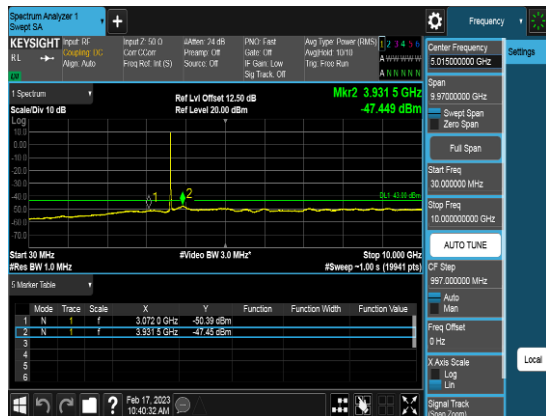 Spectrum Analyzer 1
Swept SA
Frequency
KEYSIGHT
Input: RF
Coupling: DC
Align: Auto
Input Z: 50 Ω
Corr CCorr
Freq Ref: Int (S)
#Atten: 24 dB
Preamp: Off
Source: Off
PNO: Fast
Gate: Off
IF Gain: Low
Sig Track: Off
Avg Type: Power (RMS)
Avg|Hold: 10/10
Trig: Free Run
1 2 3 4 5 6
A W W W W W
A N N N N N
RL
LV
1 Spectrum
Scale/Div 10 dB
Log
Ref Lvl Offset 12.50 dB
Ref Level 20.00 dBm
Mkr2 3.931 5 GHz
-47.449 dBm
10.0
0.00
-10.0
-20.0
-30.0
-40.0
-50.0
-60.0
-70.0
1
2
DL1 -43.00 dBm
Start 30 MHz
#Res BW 1.0 MHz
#Video BW 3.0 MHz*
Stop 10.000 GHz
#Sweep ~1.00 s (19941 pts)
5 Marker Table
Mode Trace Scale X Y Function Function Width Function Value
1 N 1 f 3.072 0 GHz -50.39 dBm
2 N 1 f 3.931 5 GHz -47.45 dBm
3
4
5
6
Feb 17, 2023
10:40:32 AM
Center Frequency
5.015000000 GHz
Settings
Span
9.97000000 GHz
Swept Span
Zero Span
Full Span
Start Freq
30.000000 MHz
Stop Freq
10.000000000 GHz
AUTO TUNE
CF Step
997.000000 MHz
Auto
Man
Freq Offset
0 Hz
X Axis Scale
Log
Lin
Local
Signal Track
(Span Zoom)